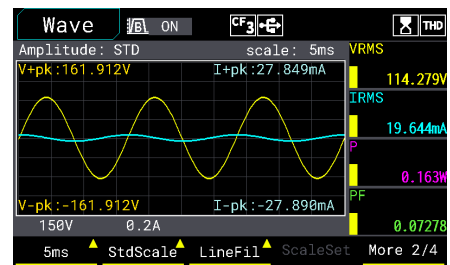 Wave B ON CF3 THD
Amplitude: STD scale: 5ms
V+pk:161.912V I+pk:27.849mA
V-pk:-161.912V I-pk:-27.890mA
150V 0.2A
VRMS
114.279V
IRMS
19.644mA
P
0.163W
PF
0.07278
5ms StdScale LineFil ScaleSet More 2/4